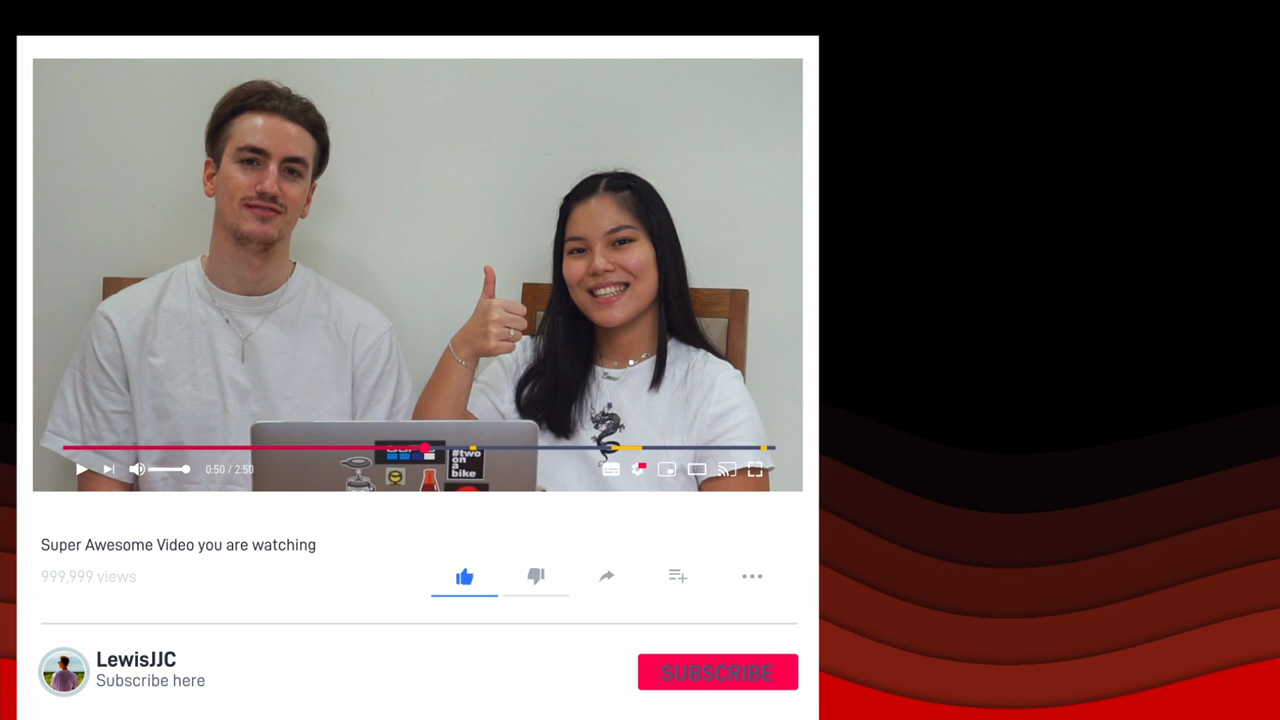 0:50 / 2:50
#two
on
a
bike
Super Awesome Video you are watching
999,999 views
LewisJJC
Subscribe here
SUBSCRIBE